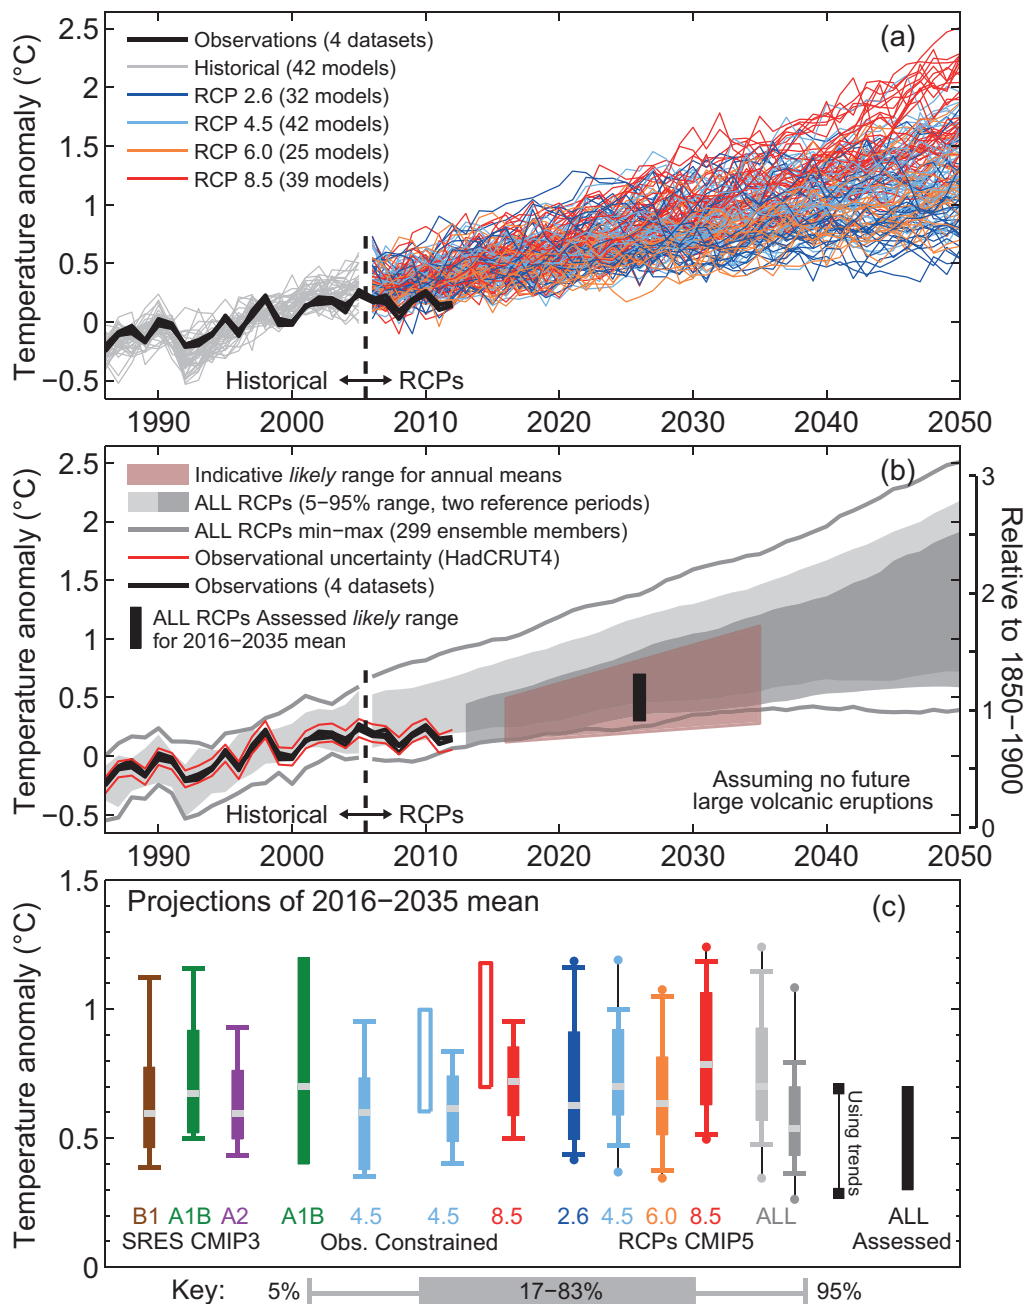 (a)
Temperature anomaly (°C)
2.5
2
1.5
1
0.5
0
−0.5
Observations (4 datasets)
Historical (42 models)
RCP 2.6 (32 models)
RCP 4.5 (42 models)
RCP 6.0 (25 models)
RCP 8.5 (39 models)
Historical
RCPs
1990 2000 2010 2020 2030 2040 2050
(b)
Temperature anomaly (°C)
2.5
2
1.5
1
0.5
0
−0.5
Indicative likely range for annual means
ALL RCPs (5−95% range, two reference periods)
ALL RCPs min−max (299 ensemble members)
Observational uncertainty (HadCRUT4)
Observations (4 datasets)
ALL RCPs Assessed likely range
for 2016−2035 mean
Historical
RCPs
Assuming no future
large volcanic eruptions
3
2
1
0
Relative to 1850−1900
1990 2000 2010 2020 2030 2040 2050
Projections of 2016−2035 mean
(c)
Temperature anomaly (°C)
1.5
1
0.5
0
Using trends
B1 A1B A2 A1B 4.5 4.5 8.5 2.6 4.5 6.0 8.5 ALL ALL
SRES CMIP3 Obs. Constrained RCPs CMIP5 Assessed
Key: 5% 17−83% 95%